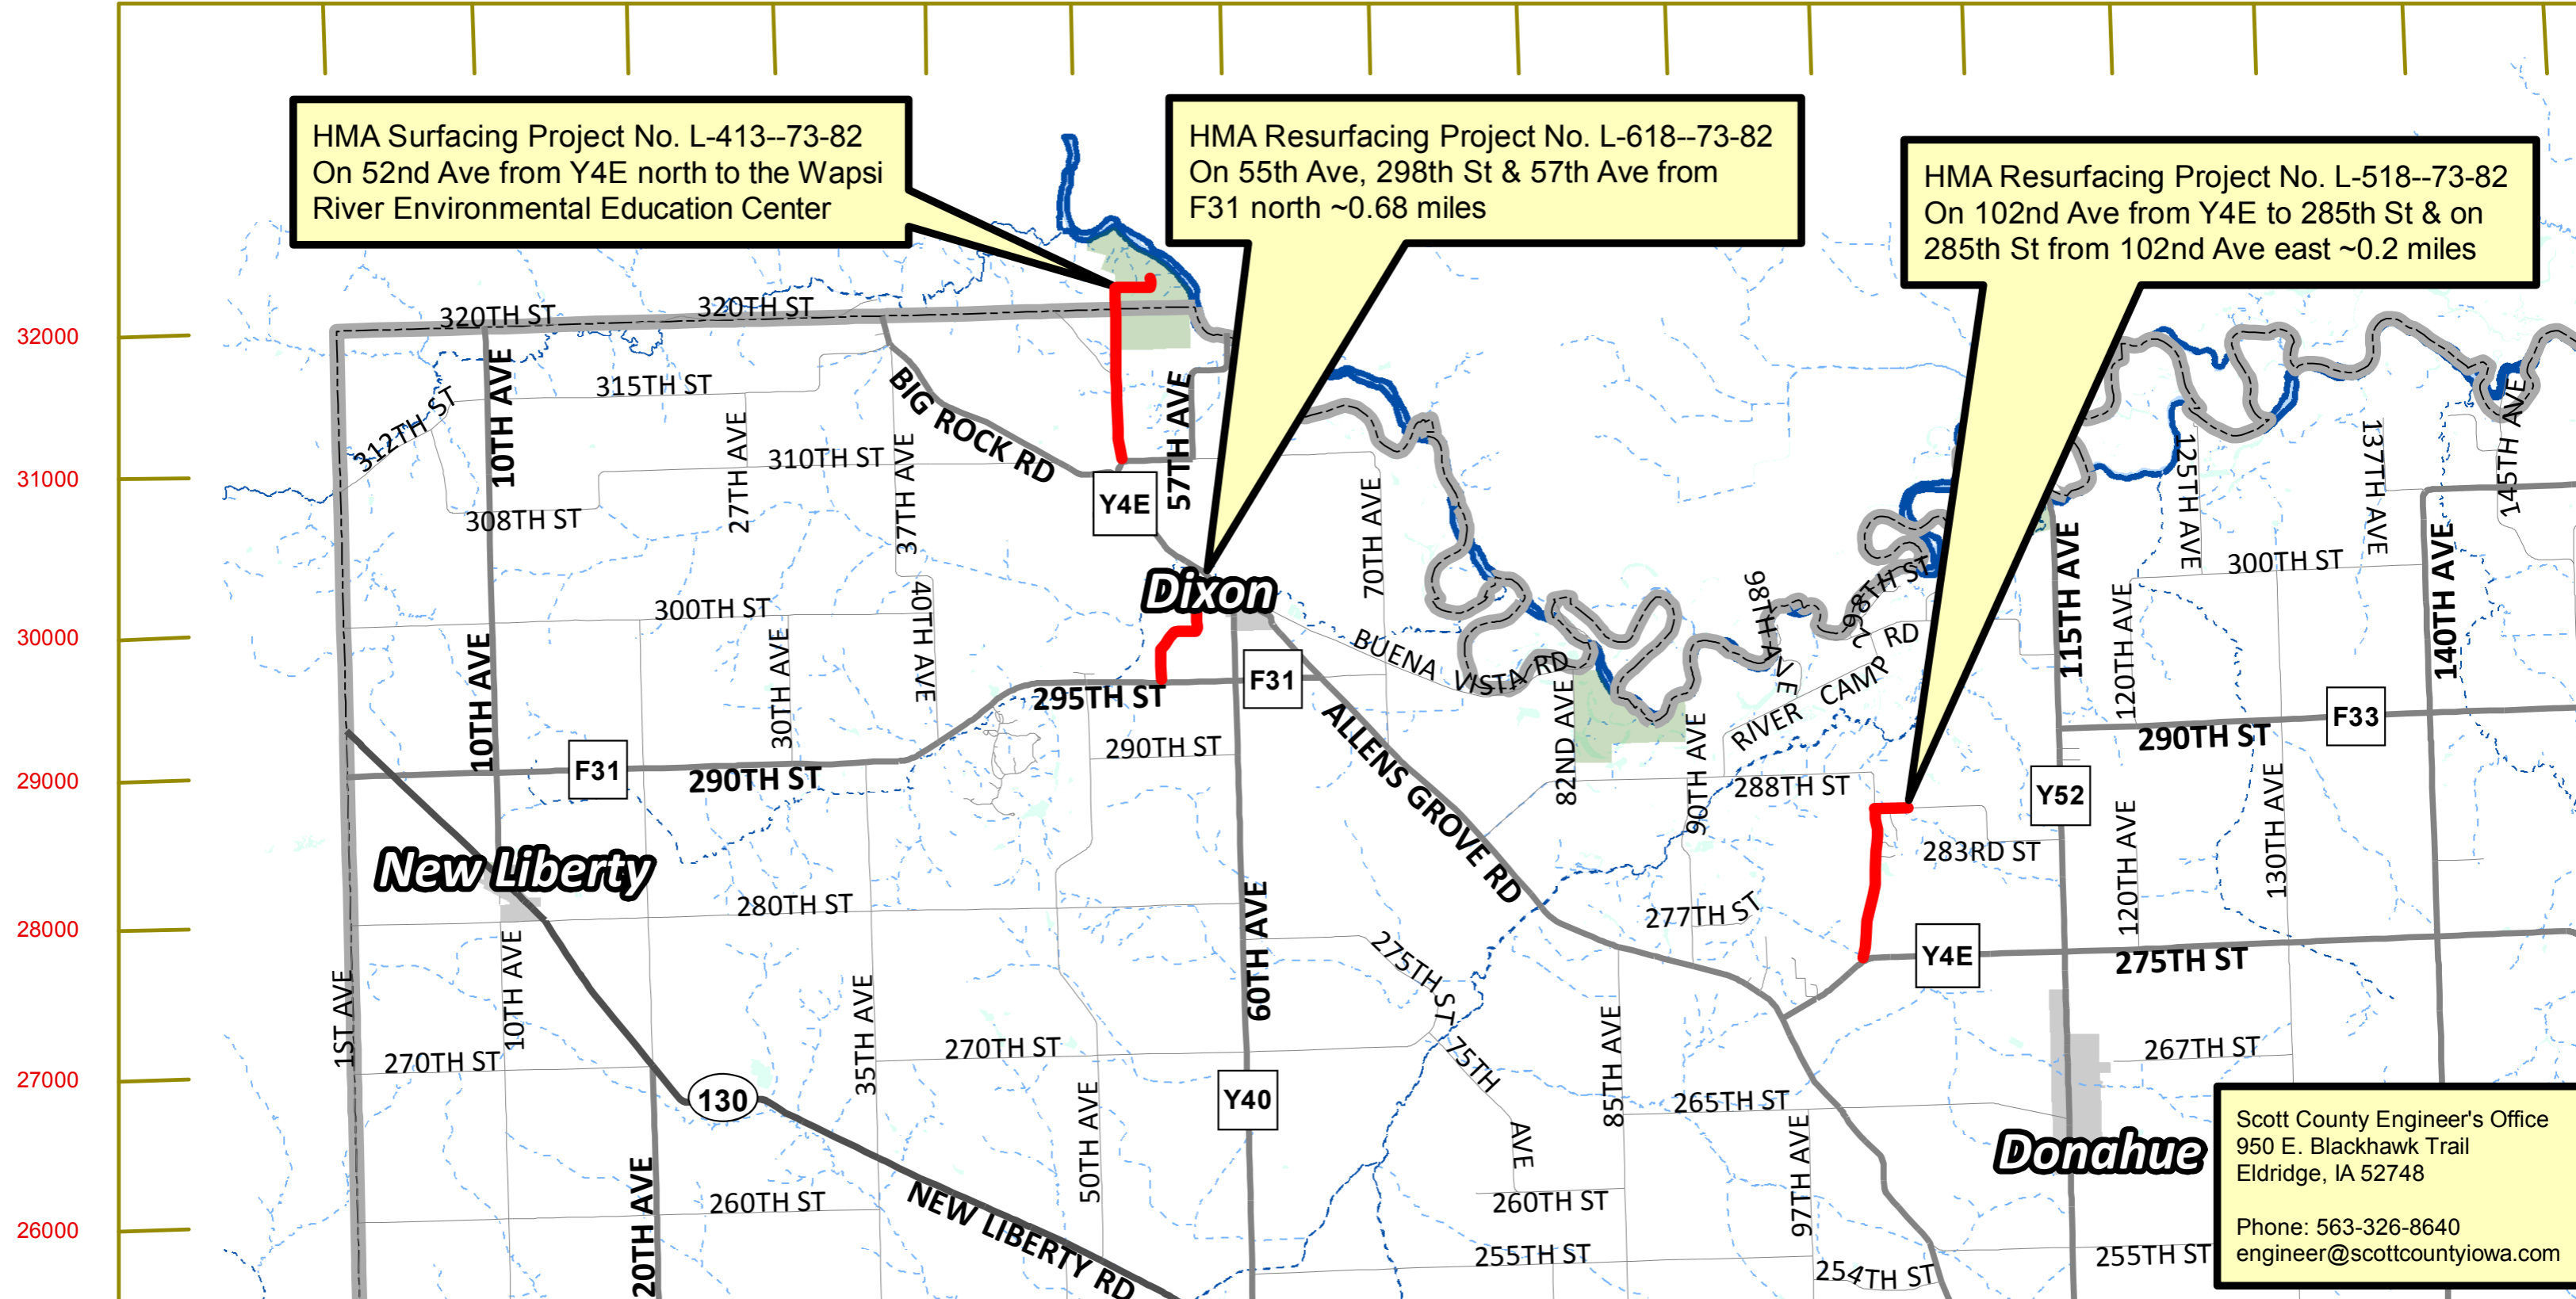 HMA Surfacing Project No. L-413--73-82
On 52nd Ave from Y4E north to the Wapsi
River Environmental Education Center
HMA Resurfacing Project No. L-618--73-82
On 55th Ave, 298th St & 57th Ave from
F31 north ~0.68 miles
HMA Resurfacing Project No. L-518--73-82
On 102nd Ave from Y4E to 285th St & on
285th St from 102nd Ave east ~0.2 miles
32000
31000
30000
29000
28000
27000
26000
320TH ST
320TH ST
312TH ST
10TH AVE
315TH ST
BIG ROCK RD
57TH AVE
27TH AVE
310TH ST
37TH AVE
308TH ST
Y4E
70TH AVE
125TH AVE
137TH AVE
145TH AVE
115TH AVE
300TH ST
140TH AVE
Dixon
300TH ST
40TH AVE
30TH AVE
10TH AVE
98TH AVE
298TH ST
BUENA VISTA RD
RIVER CAMP RD
120TH AVE
295TH ST
F31
82ND AVE
90TH AVE
F33
290TH ST
290TH ST
F31
290TH ST
ALLENS GROVE RD
288TH ST
Y52
130TH AVE
120TH AVE
New Liberty
283RD ST
280TH ST
60TH AVE
277TH ST
275TH ST
Y4E
275TH ST
1ST AVE
10TH AVE
35TH AVE
85TH AVE
270TH ST
270TH ST
75TH AVE
267TH ST
130
Y40
50TH AVE
265TH ST
97TH AVE
Donahue
20TH AVE
260TH ST
NEW LIBERTY RD
260TH ST
255TH ST
254TH ST
255TH ST
Scott County Engineer's Office
950 E. Blackhawk Trail
Eldridge, IA 52748
Phone: 563-326-8640
engineer@scottcountyiowa.com